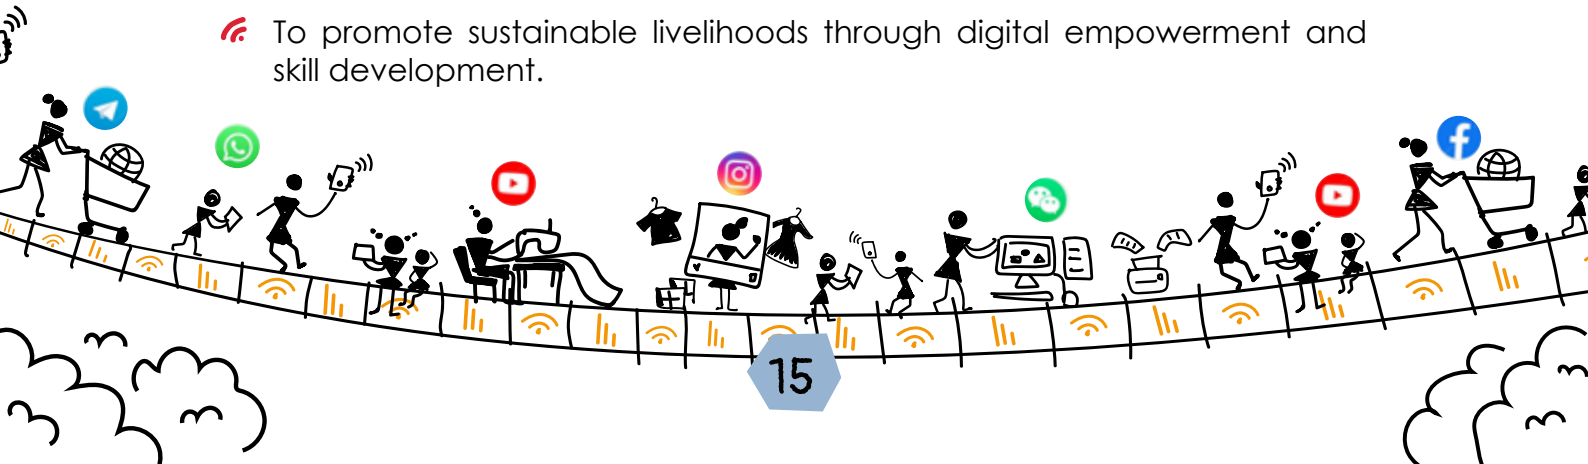 To promote sustainable livelihoods through digital empowerment and
skill development.
15